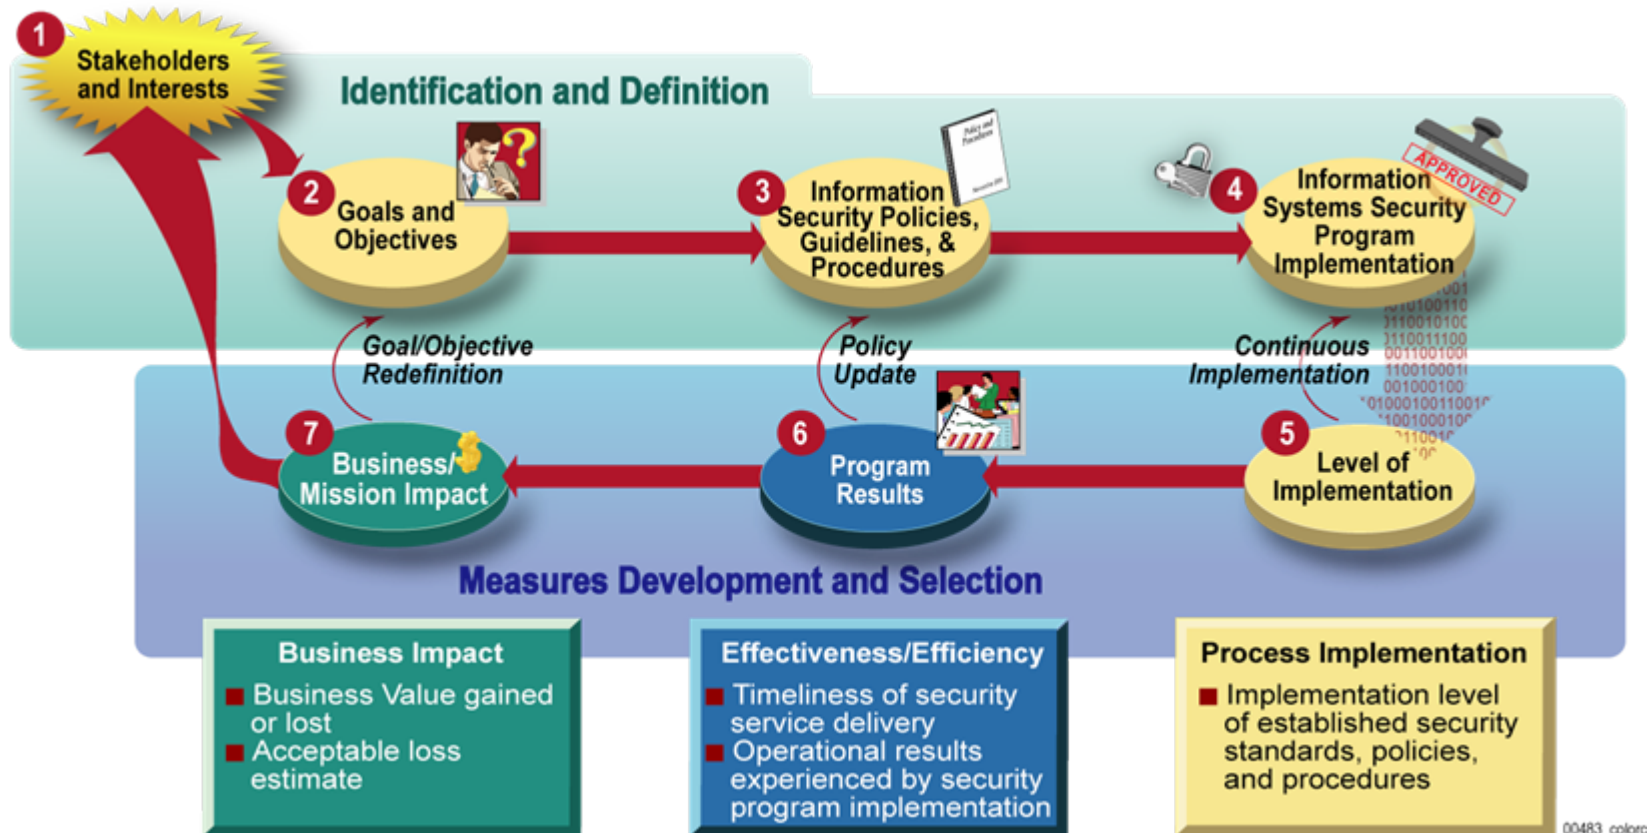 1
Stakeholders
and Interests
Identification and Definition
2
Goals and
Objectives
3
Information
Security Policies,
Guidelines, &
Procedures
Policy and
Procedures
4
Information
Systems Security
Program
Implementation
APPROVED
Goal/Objective
Redefinition
Policy
Update
Continuous
Implementation
7
Business/
Mission Impact
6
Program
Results
5
Level of
Implementation
Measures Development and Selection
Business Impact
Business Value gained
or lost
Acceptable loss
estimate
Effectiveness/Efficiency
Timeliness of security
service delivery
Operational results
experienced by security
program implementation
Process Implementation
Implementation level
of established security
standards, policies,
and procedures